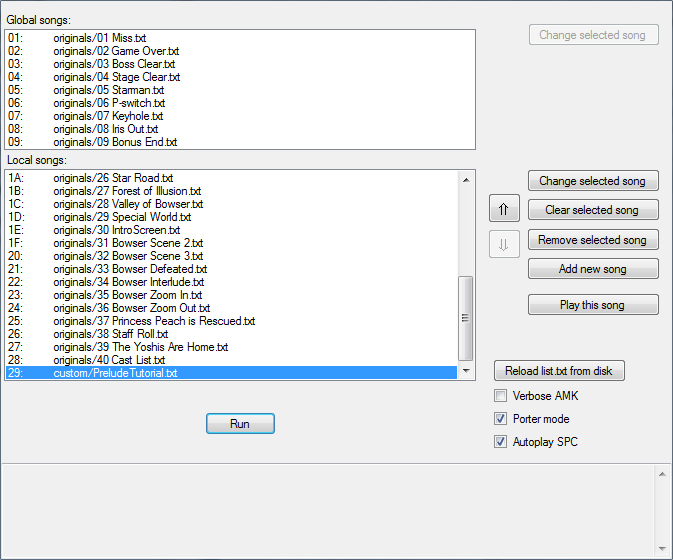 Global songs:
Change selected song
01: originals/01 Miss.txt
02: originals/02 Game Over.txt
03: originals/03 Boss Clear.txt
04: originals/04 Stage Clear.txt
05: originals/05 Starman.txt
06: originals/06 P-switch.txt
07: originals/07 Keyhole.txt
08: originals/08 Iris Out.txt
09: originals/09 Bonus End.txt
Local songs:
1A: originals/26 Star Road.txt
1B: originals/27 Forest of Illusion.txt
1C: originals/28 Valley of Bowser.txt
1D: originals/29 Special World.txt
1E: originals/30 IntroScreen.txt
1F: originals/31 Bowser Scene 2.txt
20: originals/32 Bowser Scene 3.txt
21: originals/33 Bowser Defeated.txt
22: originals/34 Bowser Interlude.txt
23: originals/35 Bowser Zoom In.txt
24: originals/36 Bowser Zoom Out.txt
25: originals/37 Princess Peach is Rescued.txt
26: originals/38 Staff Roll.txt
27: originals/39 The Yoshis Are Home.txt
28: originals/40 Cast List.txt
29: custom/PreludeTutorial.txt
Change selected song
Clear selected song
Remove selected song
Add new song
Play this song
Reload list.txt from disk
Verbose AMK
Porter mode
Autoplay SPC
Run